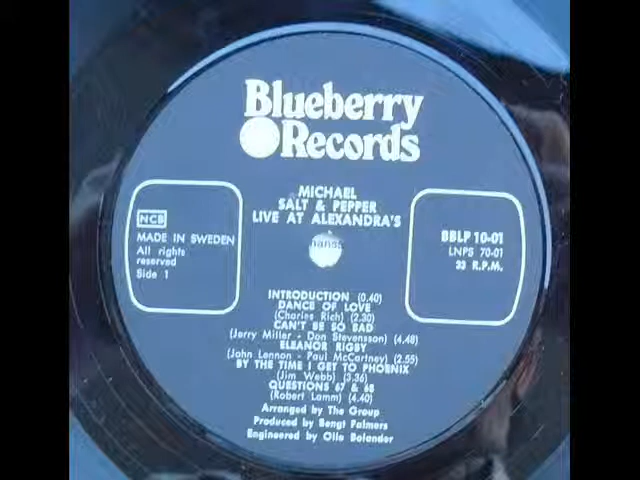 Blueberry
Records
MICHAEL
SALT & PEPPER
LIVE AT ALEXANDRA'S
NCB
MADE IN SWEDEN
All rights
reserved
Side 1
BBLP 10-01
LNPS 70-01
33 R.P.M.
INTRODUCTION (0.40)
DANCE OF LOVE
(Charles Rich) (2.30)
CAN'T BE SO BAD
(Jerry Miller - Don Stevensson) (4.48)
ELEANOR RIGBY
(John Lennon - Paul McCartney) (2.55)
BY THE TIME I GET TO PHOENIX
(Jim Webb) (3.36)
QUESTIONS 67 & 68
(Robert Lamm) (4.40)
Arranged by The Group
Produced by Bengt Palmers
Engineered by Olle Bolander